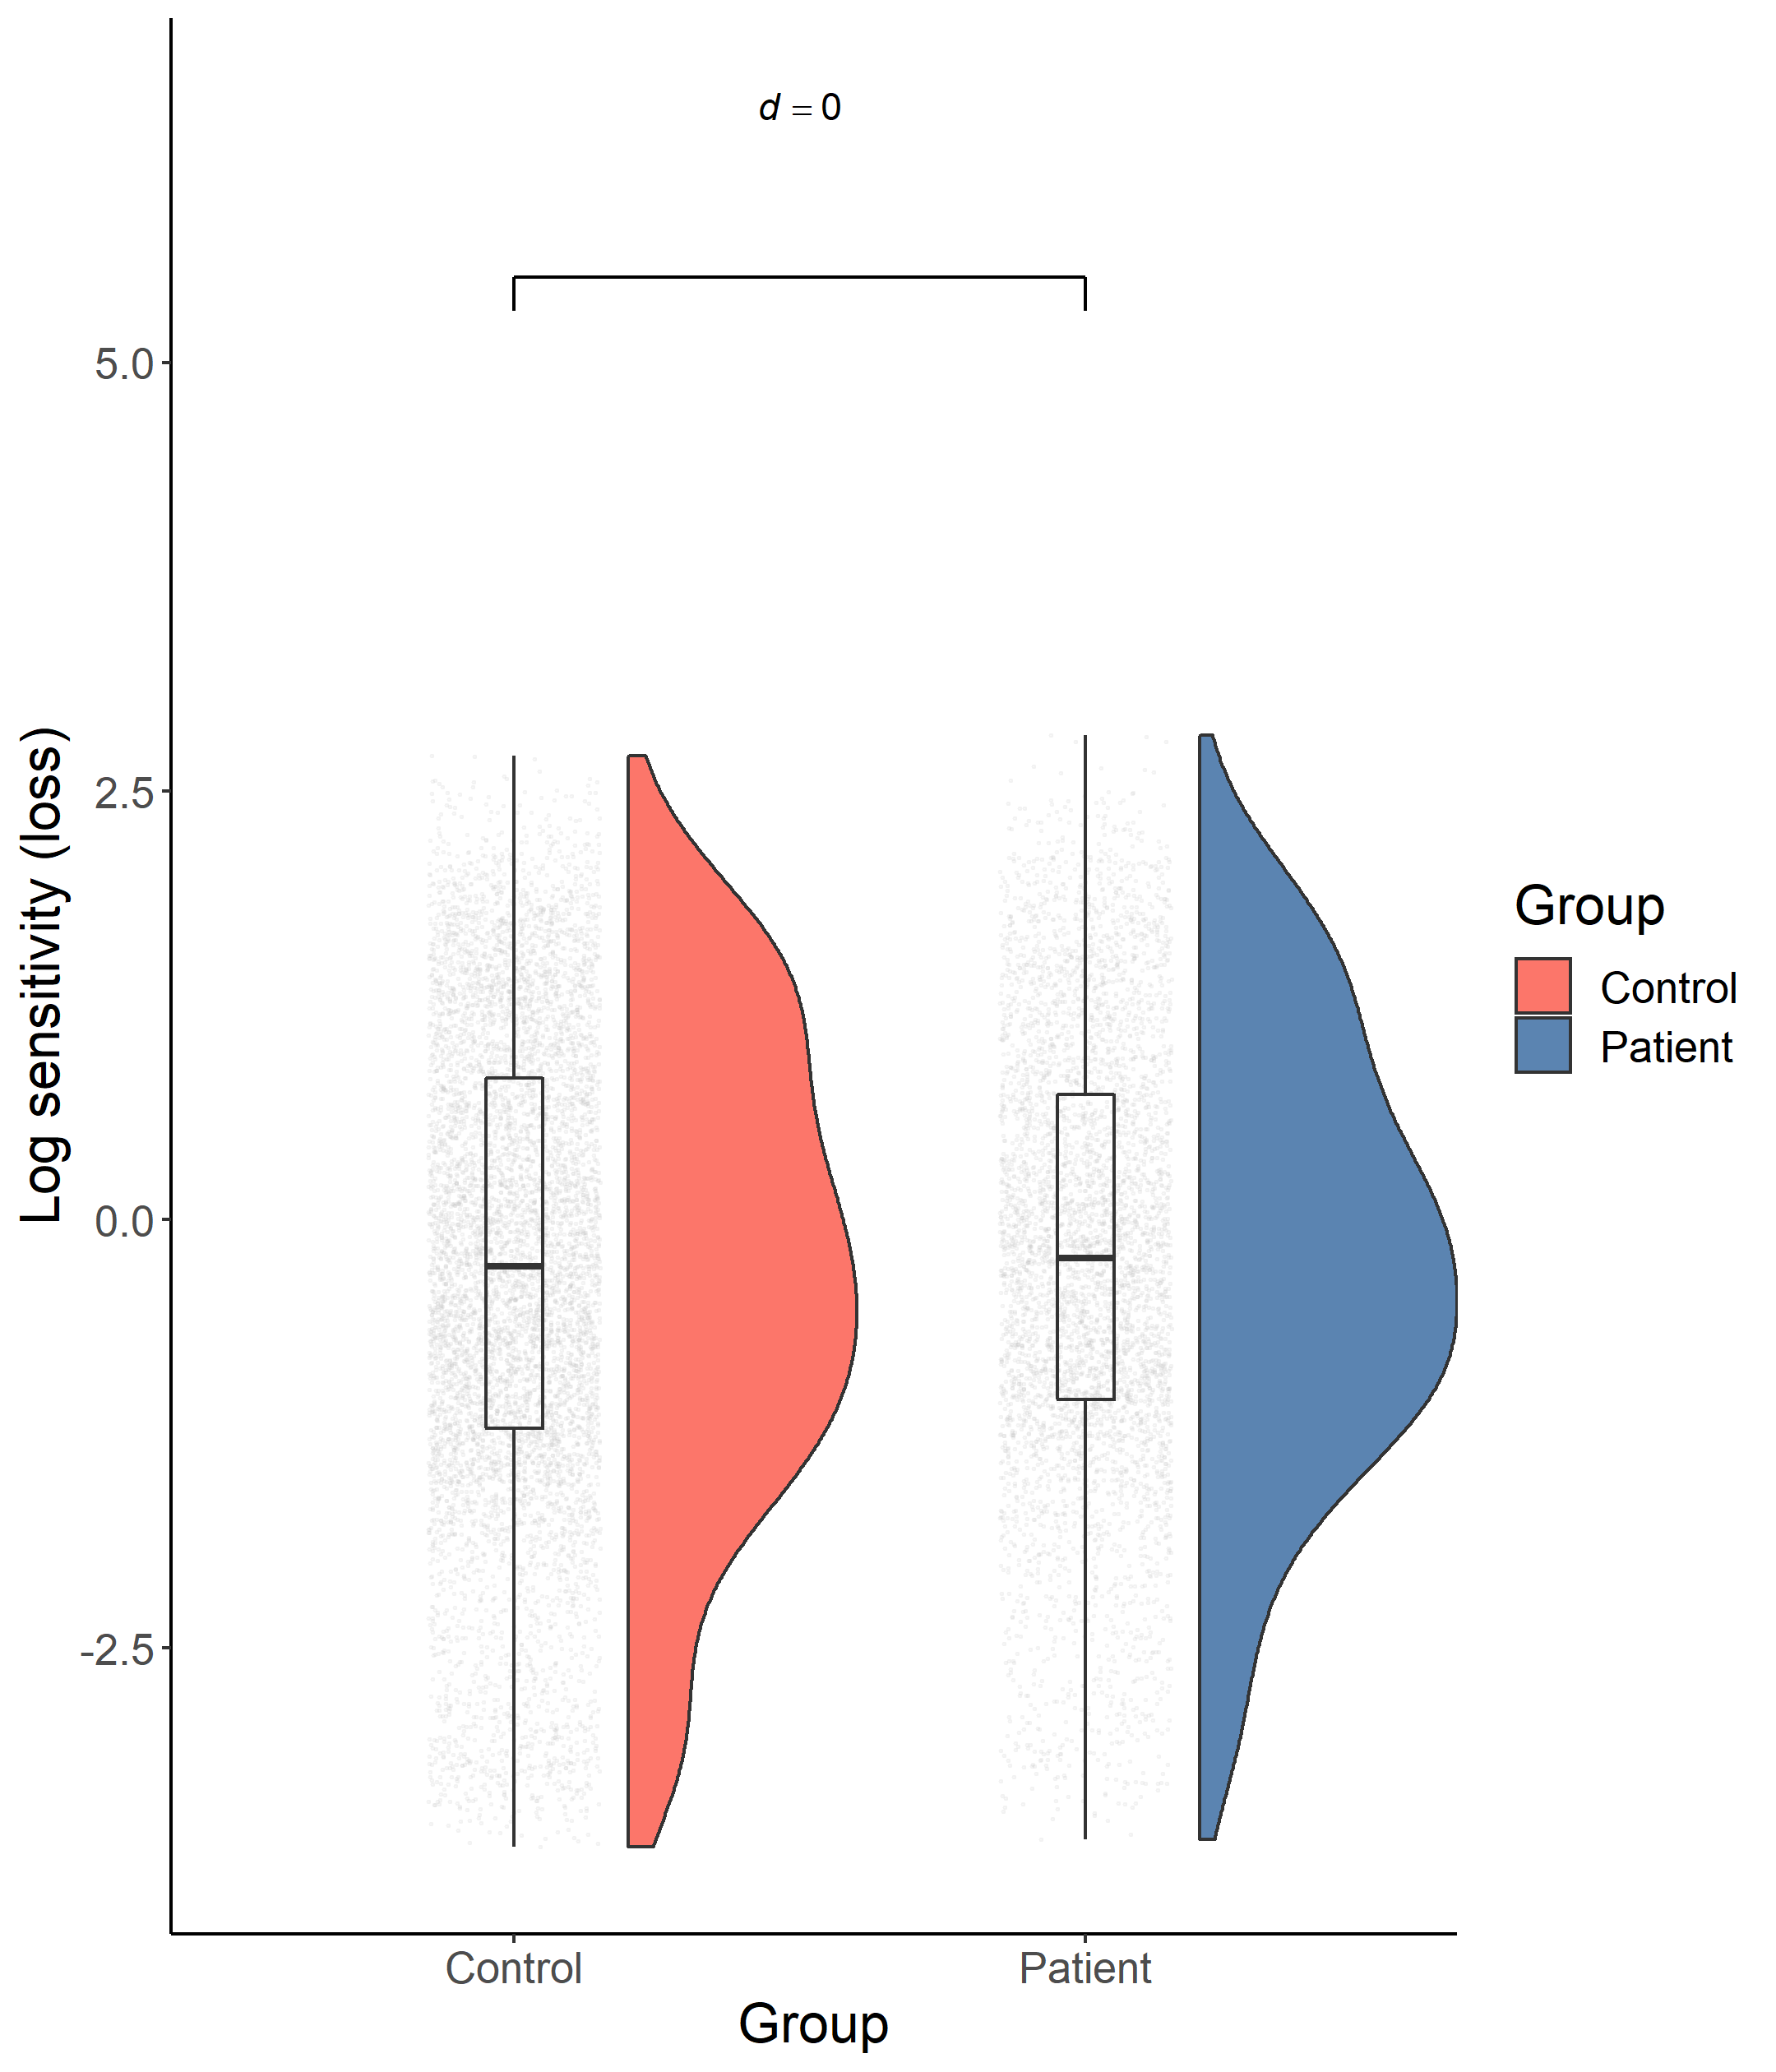 d = 0
5.0
2.5
0.0
-2.5
Log sensitivity (loss)
Control
Patient
Group
Group
Control
Patient